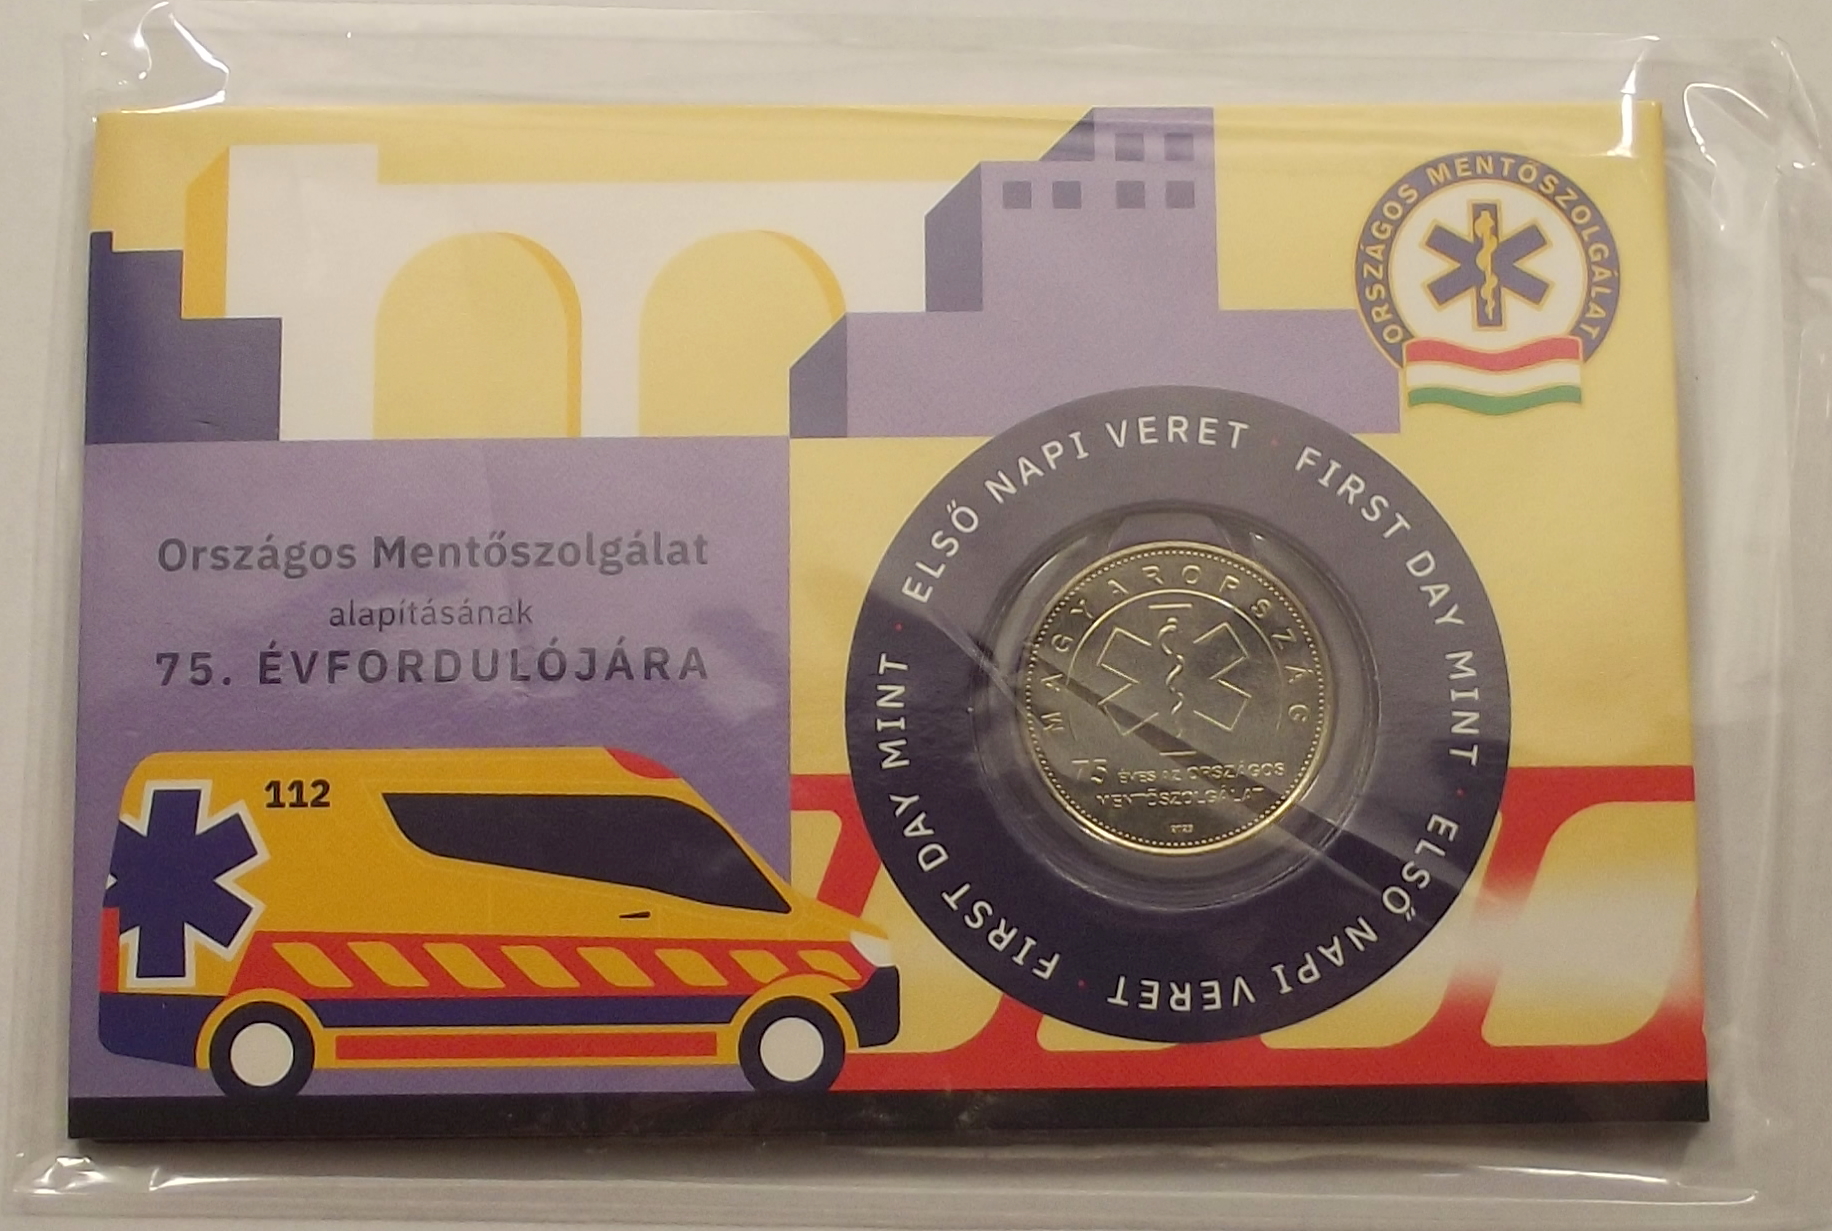 ORSZÁGOS MENTŐSZOLGÁLAT
Országos Mentőszolgálat
alapításának
75. ÉVFORDULÓJÁRA
112
ELSŐ NAPI VERET · FIRST DAY MINT · ELSŐ NAPI VERET · FIRST DAY MINT ·
MAGYARORSZÁG
75 ÉVES AZ ORSZÁGOS
MENTŐSZOLGÁLAT
2023